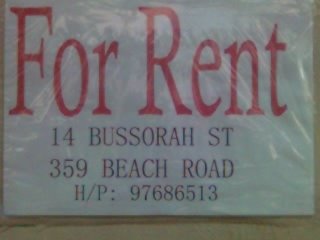 For Rent
14 BUSSORAH ST
359 BEACH ROAD
H/P: 97686513